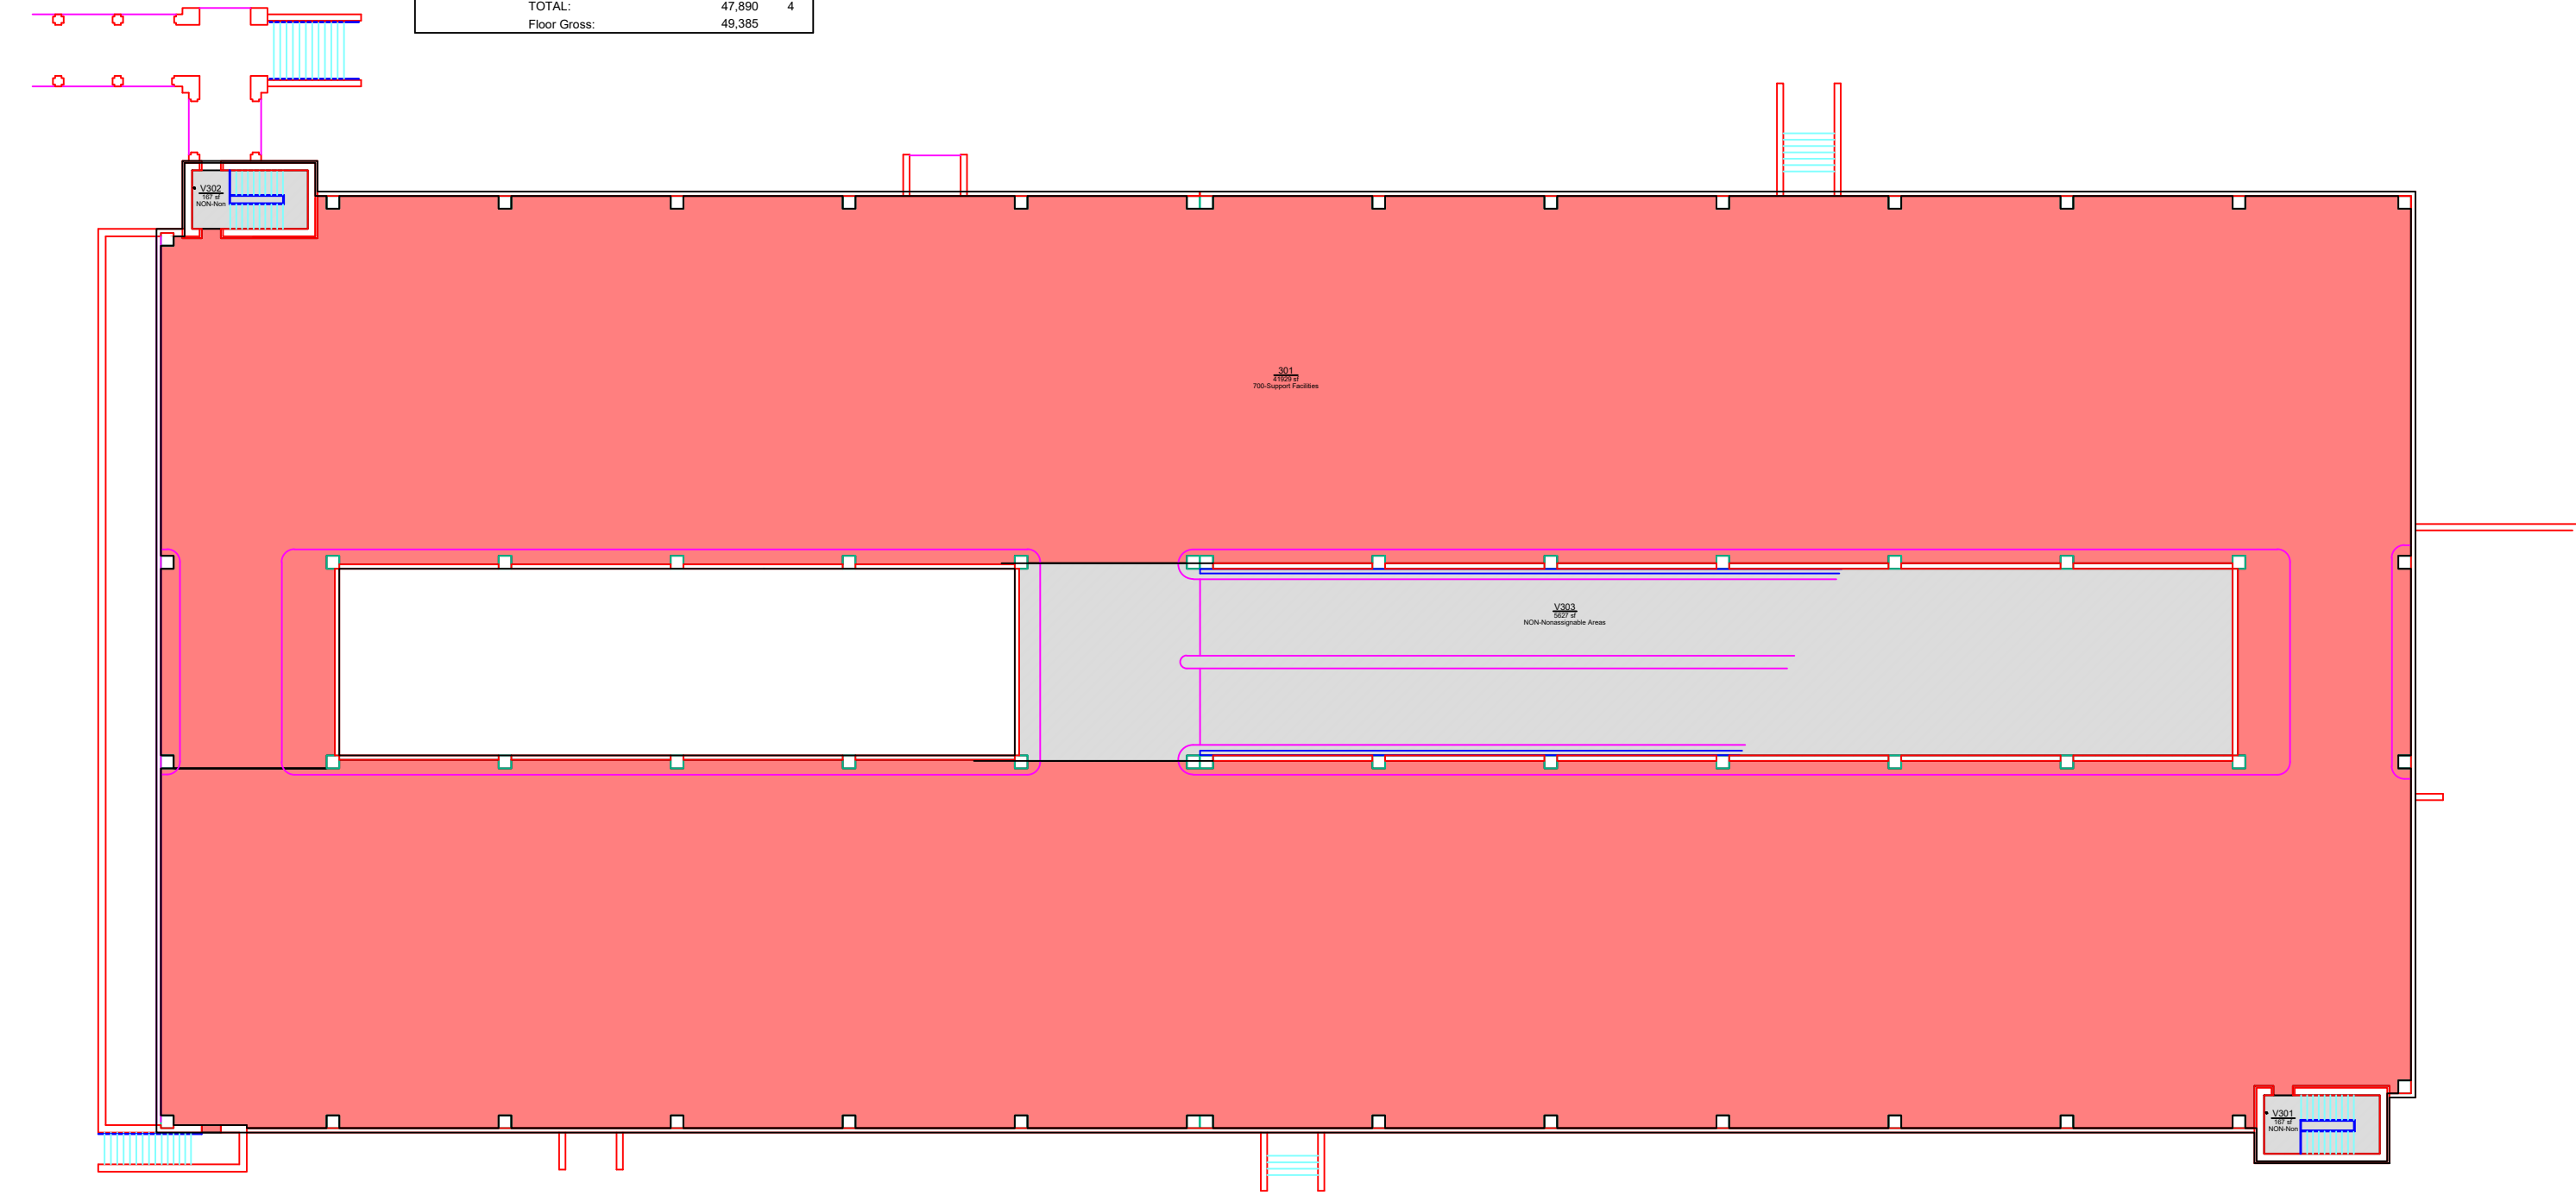 TOTAL: 47,890 4
Floor Gross: 49,385
V302
167 sf
NON-Non
301
41929 sf
700-Support Facilities
V303
5627 sf
NON-Nonassignable Areas
V301
167 sf
NON-Non